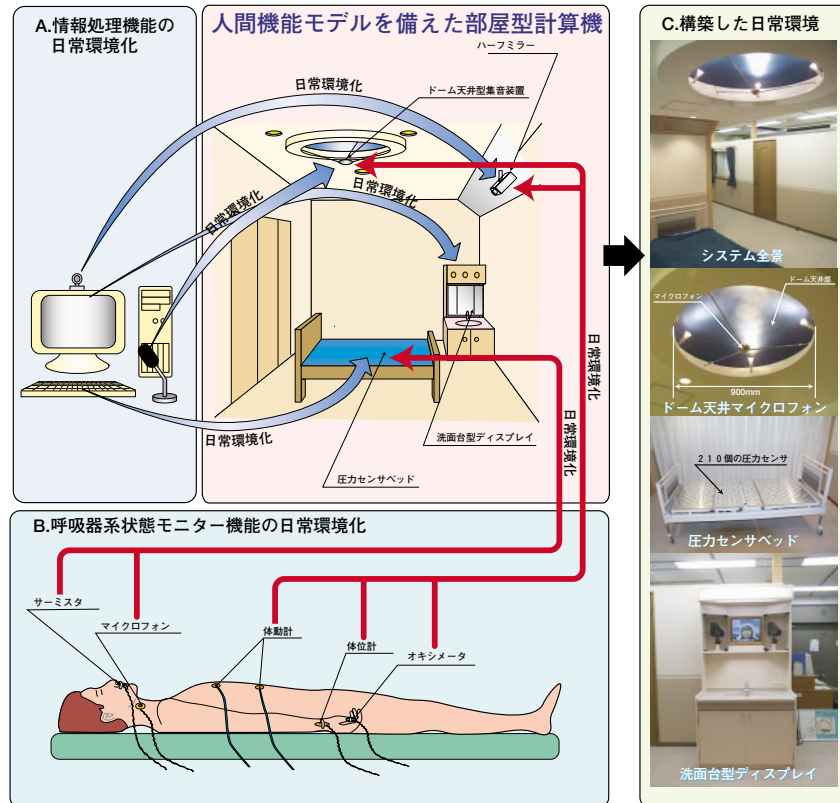 A.情報処理機能の
日常環境化
人間機能モデルを備えた部屋型計算機
ハーフミラー
日常環境化
ドーム天井型集音装置
日常環境化
日常環境化
日常環境化
日常環境化
日常環境化
洗面台型ディスプレイ
圧力センサベッド
B.呼吸器系状態モニター機能の日常環境化
サーミスタ
マイクロフォン
体動計
体位計
オキシメータ
C.構築した日常環境
システム全景
ドーム天井部
マイクロフォン
900mm
ドーム天井マイクロフォン
210個の圧力センサ
圧力センサベッド
洗面台型ディスプレイ